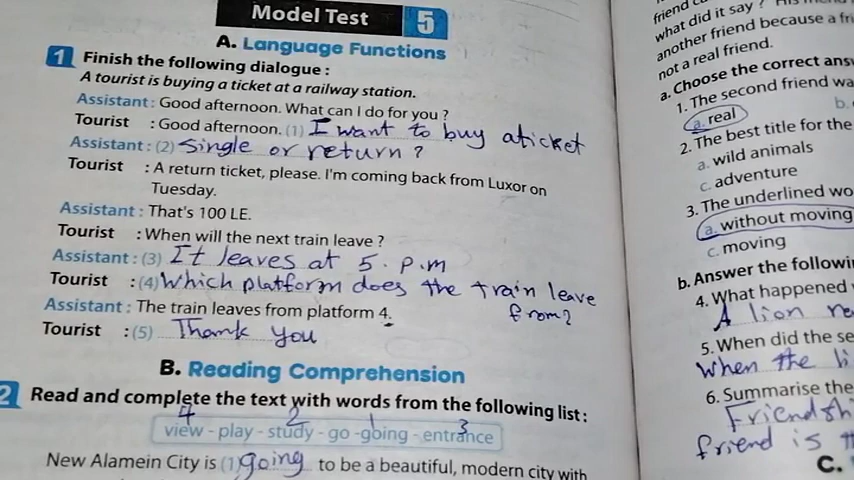 Model Test 5
A. Language Functions
1 Finish the following dialogue :
A tourist is buying a ticket at a railway station.
Assistant : Good afternoon. What can I do for you ?
Tourist : Good afternoon. (1) I want to buy aticket
Assistant : (2) Single or return ?
Tourist : A return ticket, please. I'm coming back from Luxor on
Tuesday.
Assistant : That's 100 LE.
Tourist : When will the next train leave ?
Assistant : (3) It leaves at 5. p.m
Tourist : (4) Which platform does the train leave
from?
Assistant : The train leaves from platform 4.
Tourist : (5) Thank you
B. Reading Comprehension
2 Read and complete the text with words from the following list :
4 2 1 3
view - play - study - go - going - entrance
New Alamein City is (1) going to be a beautiful, modern city with
friend
what did it say ?
another friend because a
not a real friend.
a. Choose the correct
1. The second friend
a. real
b.
2. The best title for the
a. wild animals
c. adventure
3. The underlined
a. without moving
c. moving
b. Answer the
4. What happened
A lion
5. When did the
When the
6. Summarise the
friend is
C.